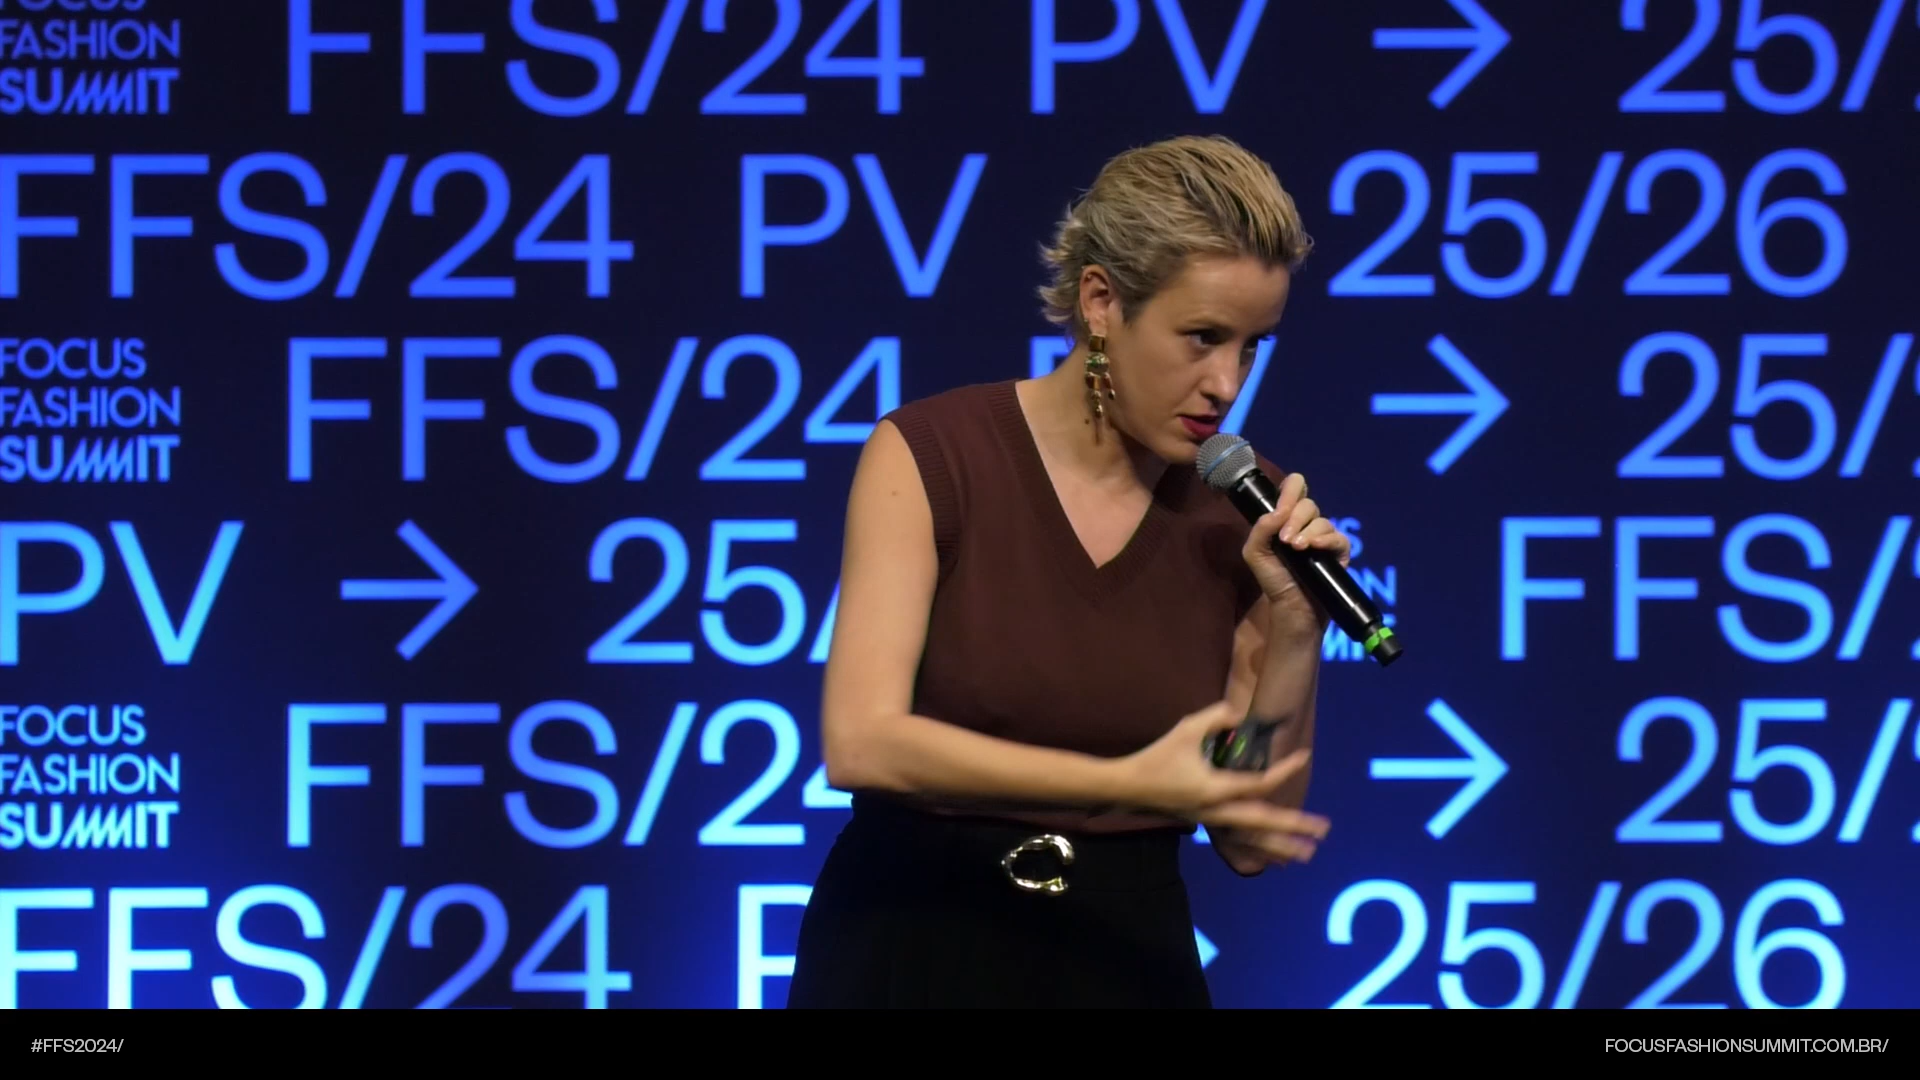 FOCUS
FASHION
SUMMIT
FFS/24 PV → 25/
FFS/24 PV 25/26
FOCUS
FASHION
SUMMIT
FFS/24 → 25/
PV → 25/ FFS/
FOCUS
FASHION
SUMMIT
FFS/2 → 25/
FFS/24 25/26
#FFS2024/
FOCUSFASHIONSUMMIT.COM.BR/